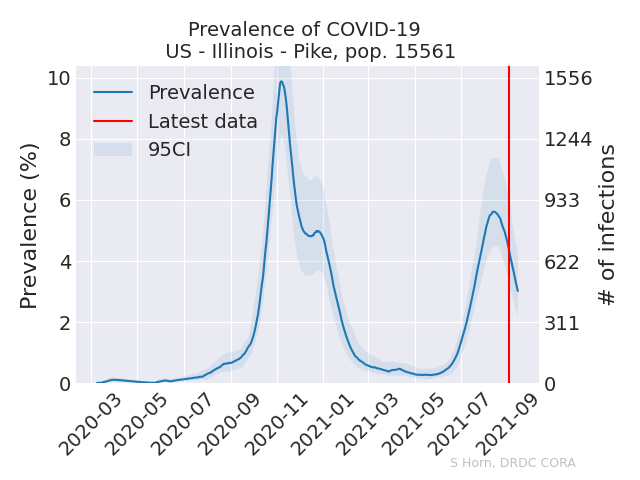 Prevalence of COVID-19
US - Illinois - Pike, pop. 15561
Prevalence (%)
10
8
6
4
2
0
Prevalence
Latest data
95CI
1556
1244
933
622
311
0
# of infections
2020-03
2020-05
2020-07
2020-09
2020-11
2021-01
2021-03
2021-05
2021-07
2021-09
S Horn, DRDC CORA